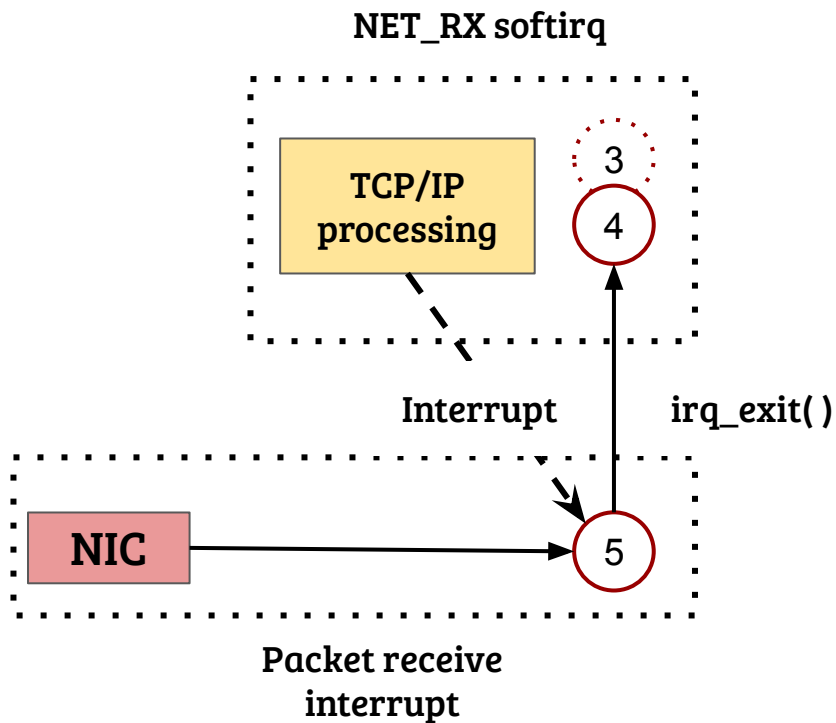 NET_RX softirq
TCP/IP
processing
3
4
Interrupt
irq_exit( )
NIC
5
Packet receive
interrupt